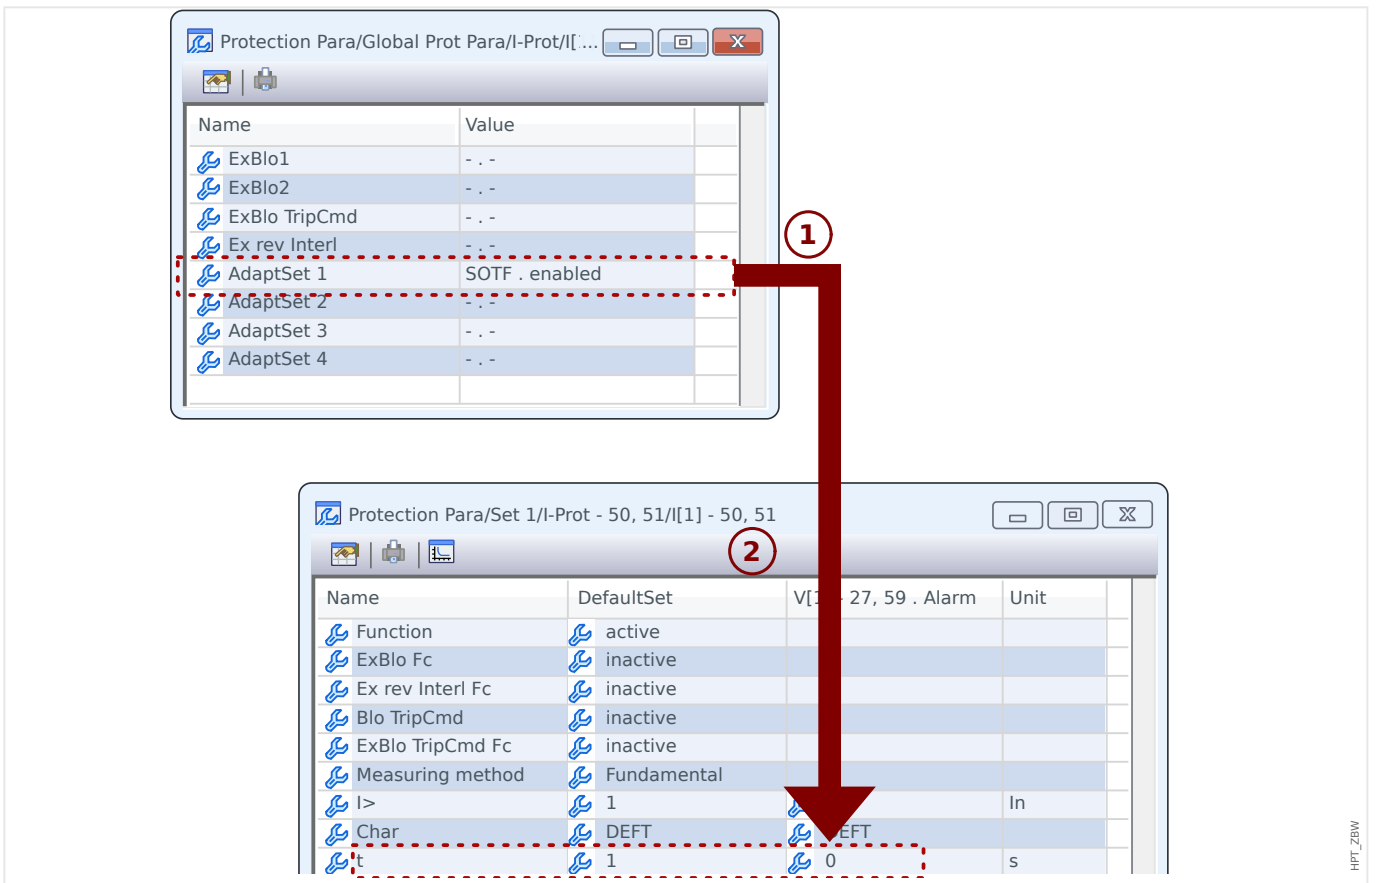 Protection Para/Global Prot Para/I-Prot/I[ ...
Name Value
ExBlo1 - . -
ExBlo2 - . -
ExBlo TripCmd - . -
Ex rev Interl - . -
1
AdaptSet 1 SOTF . enabled
AdaptSet 2 - . -
AdaptSet 3 - . -
AdaptSet 4 - . -
Protection Para/Set 1/I-Prot - 50, 51/I[1] - 50, 51
2
Name DefaultSet 27, 59 . Alarm Unit
Function active
ExBlo Fc inactive
Ex rev Interl Fc inactive
Blo TripCmd inactive
ExBlo TripCmd Fc inactive
Measuring method Fundamental
I> 1 In
Char DEFT
t 1 0 s
HPT_ZBW